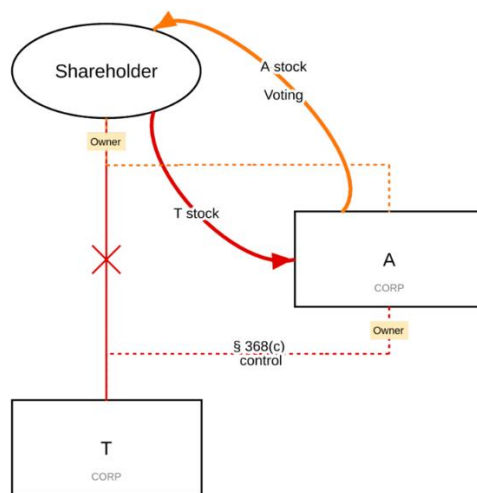 Shareholder
A stock
Voting
Owner
T stock
A
CORP
Owner
§ 368(c)
control
T
CORP